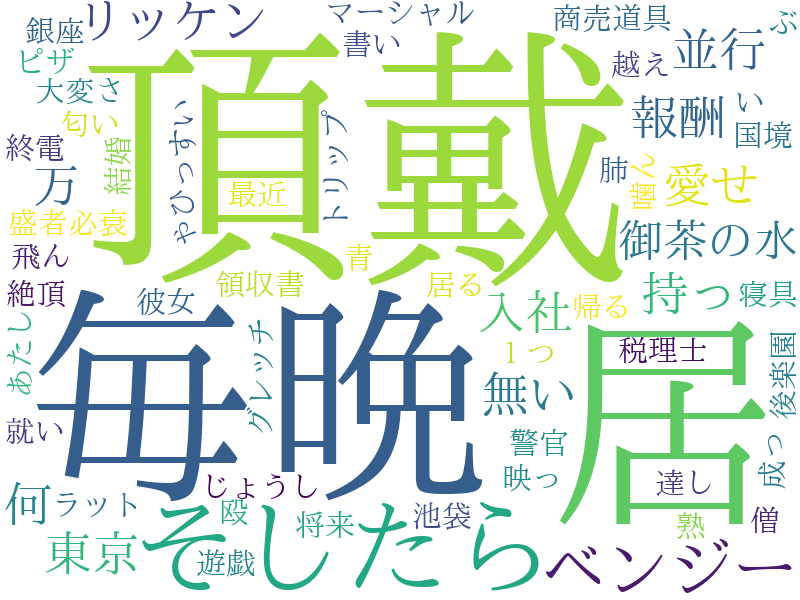 銀座
リッケン
マーシャル
商売道具
ぶ
ピザ
書い
越え
並行
大変さ
頂戴
報酬
い
匂い
やひっすい
トリップ
国境
終電
結婚
最近
肺
噛ん
愛せ
万
盛者必衰
御茶の水
飛ん
青
絶頂
彼女
領収書
居る
入社
帰る
持つ
寝具
毎晩
居
あたし
グレッチ
1つ
税理士
後楽園
就い
無い
警官
成っ
映っ
何
ラット
じょうし
達し
東京
そしたら
殴
将来
池袋
熟
僧
遊戯
ベンジー